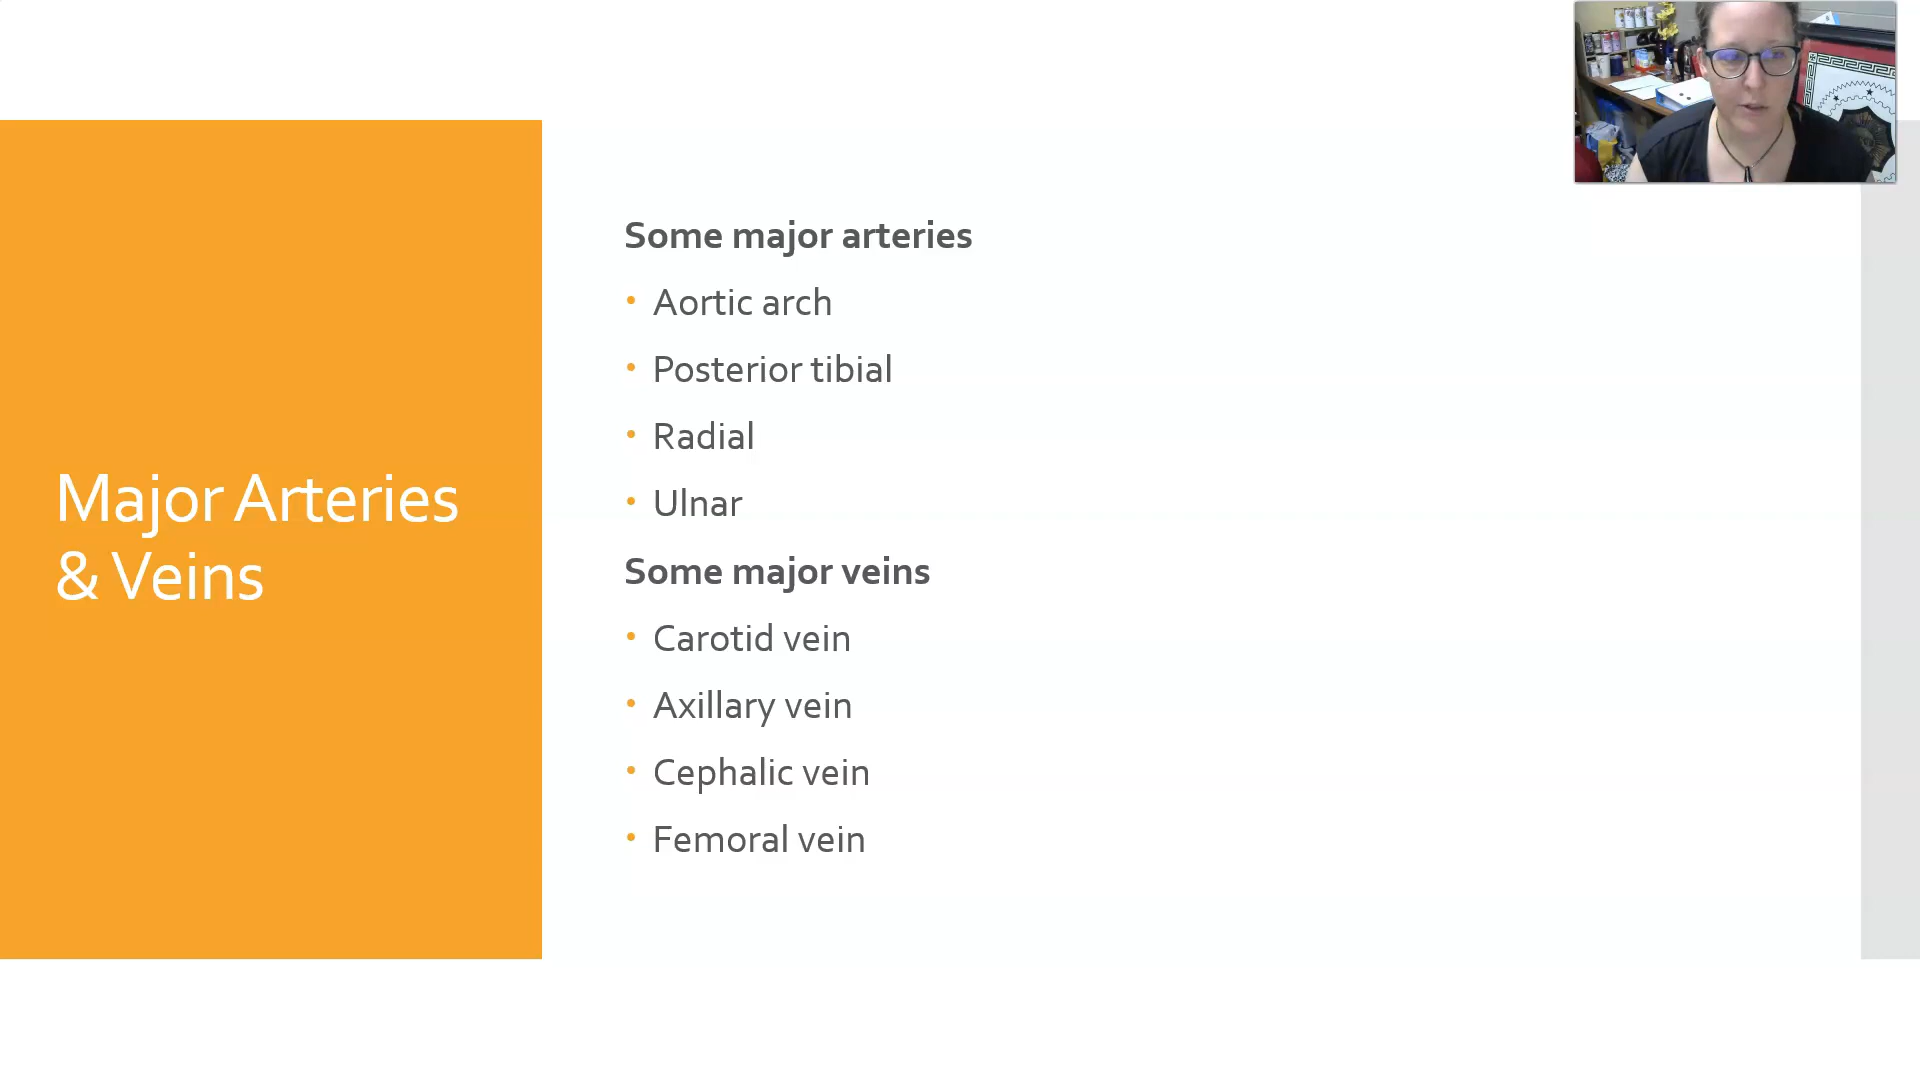 Major Arteries
& Veins
Some major arteries
• Aortic arch
• Posterior tibial
• Radial
• Ulnar
Some major veins
• Carotid vein
• Axillary vein
• Cephalic vein
• Femoral vein